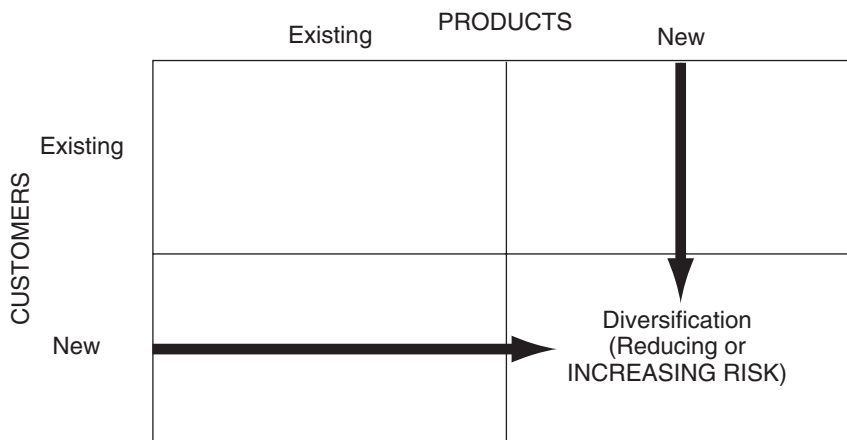 PRODUCTS
Existing
New
CUSTOMERS
Existing
New
Diversification
(Reducing or
INCREASING RISK)